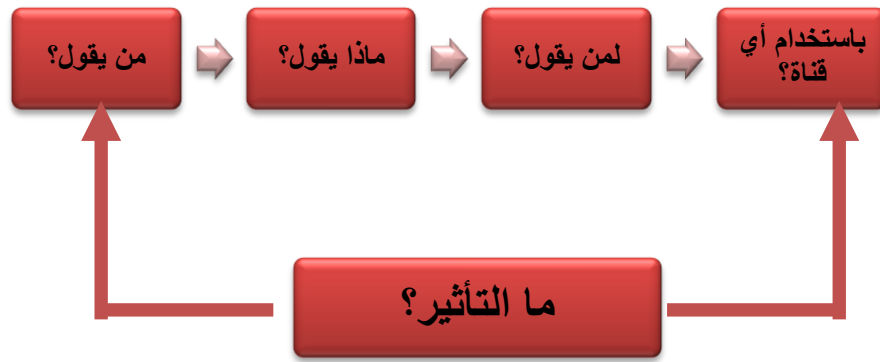 من يقول؟
ماذا يقول؟
لمن يقول؟
باستخدام أي
قناة؟
ما التأثير؟